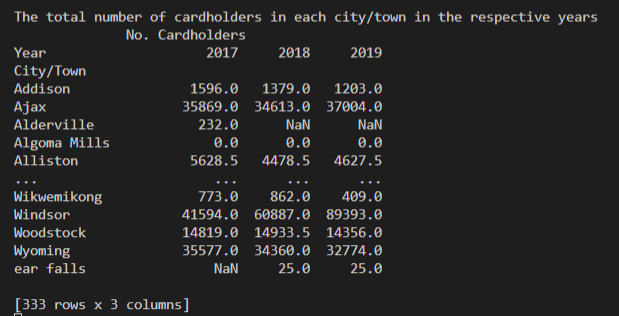 The total number of cardholders in each city/town in the respective years
No. Cardholders
Year 2017 2018 2019
City/Town
Addison 1596.0 1379.0 1203.0
Ajax 35869.0 34613.0 37004.0
Alderville 232.0 NaN NaN
Algoma Mills 0.0 0.0 0.0
Alliston 5628.5 4478.5 4627.5
... ... ... ...
Wikwemikong 773.0 862.0 409.0
Windsor 41594.0 60887.0 89393.0
Woodstock 14819.0 14933.5 14356.0
Wyoming 35577.0 34360.0 32774.0
ear falls NaN 25.0 25.0
[333 rows x 3 columns]